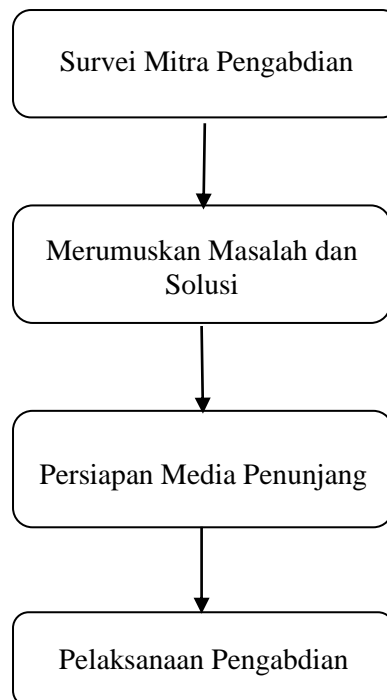 Survei Mitra Pengabdian
Merumuskan Masalah dan
Solusi
Persiapan Media Penunjang
Pelaksanaan Pengabdian